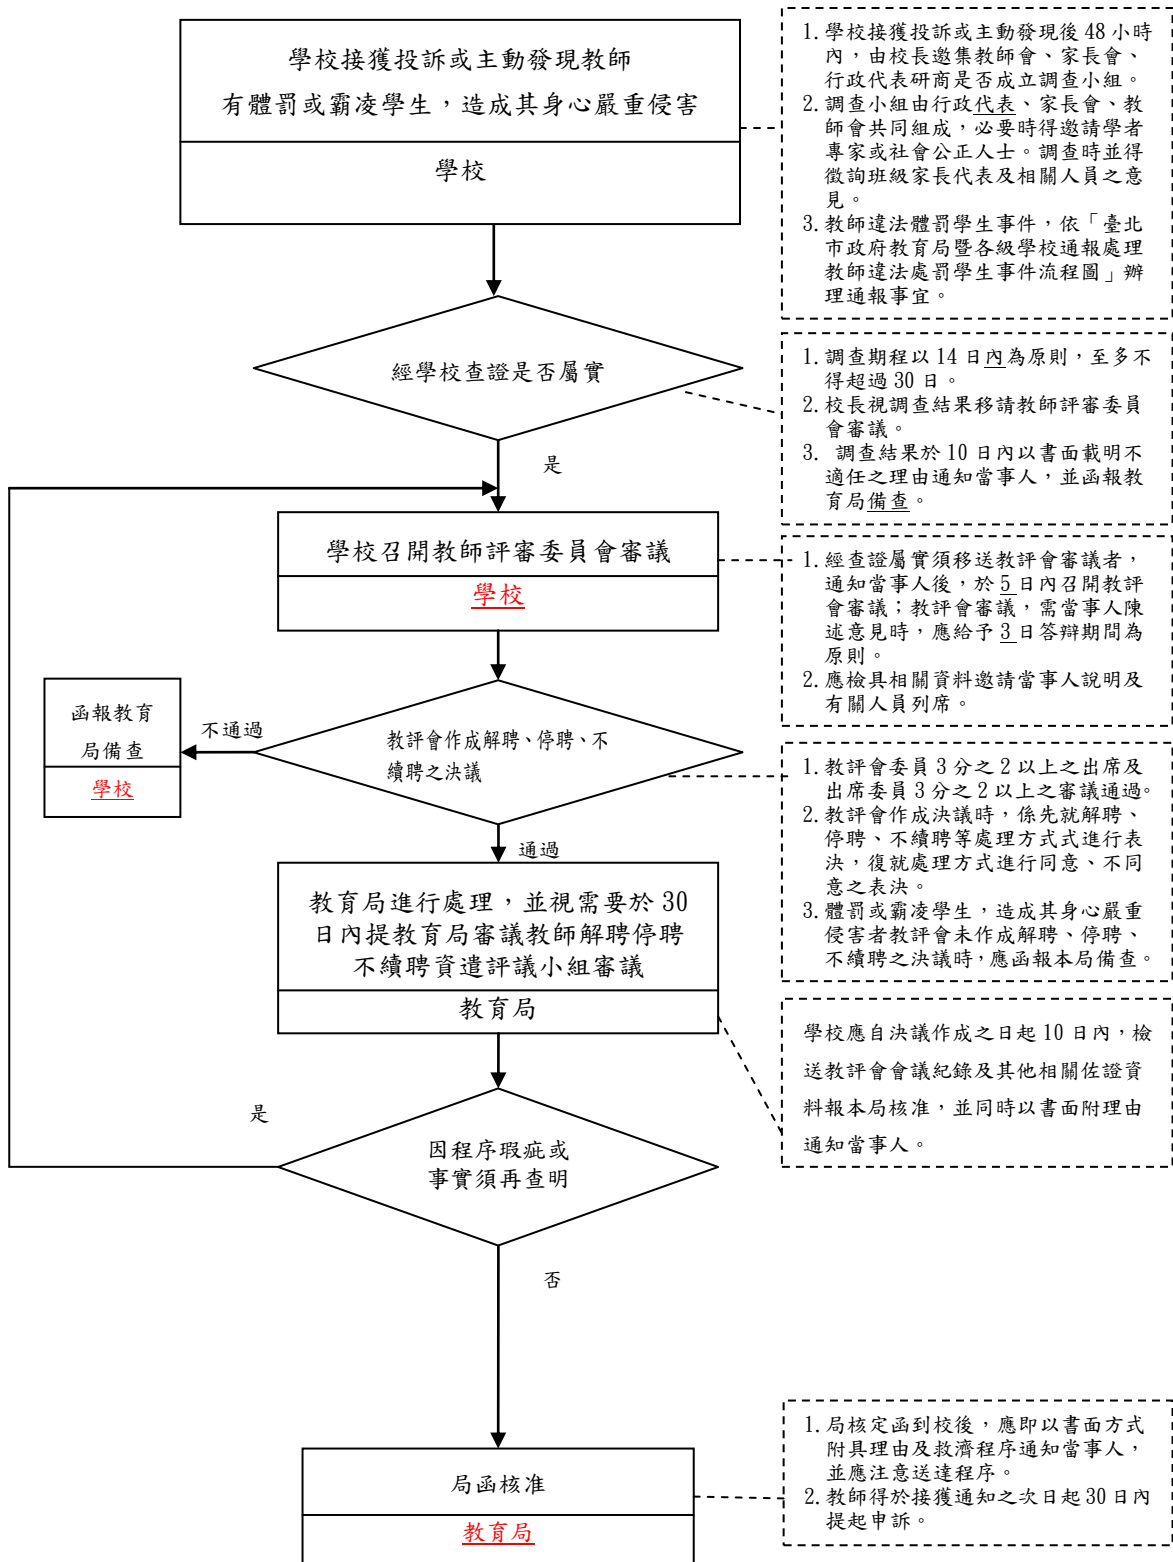 學校接獲投訴或主動發現教師
有體罰或霸凌學生，造成其身心嚴重侵害
學校
1. 學校接獲投訴或主動發現後 48 小時
內，由校長邀集教師會、家長會、
行政代表研商是否成立調查小組。
2. 調查小組由行政代表、家長會、教
師會共同組成，必要時得邀請學者
專家或社會公正人士。調查時並得
徵詢班級家長代表及相關人員之意
見。
3. 教師違法體罰學生事件，依「臺北
市政府教育局暨各級學校通報處理
教師違法處罰學生事件流程圖」辦
理通報事宜。
經學校查證是否屬實
1. 調查期程以 14 日內為原則，至多不
得超過 30 日。
2. 校長視調查結果移請教師評審委員
會審議。
3. 調查結果於 10 日內以書面載明不
適任之理由通知當事人，並函報教
育局備查。
是
學校召開教師評審委員會審議
學校
1. 經查證屬實須移送教評會審議者，
通知當事人後，於 5 日內召開教評
會審議；教評會審議，需當事人陳
述意見時，應給予 3 日答辯期間為
原則。
2. 應檢具相關資料邀請當事人說明及
有關人員列席。
函報教育
局備查
學校
不通過
教評會作成解聘、停聘、不
續聘之決議
1. 教評會委員 3 分之 2 以上之出席及
出席委員 3 分之 2 以上之審議通過。
2. 教評會作成決議時，係先就解聘、
停聘、不續聘等處理方式式進行表
決，復就處理方式進行同意、不同
意之表決。
3. 體罰或霸凌學生，造成其身心嚴重
侵害者教評會未作成解聘、停聘、
不續聘之決議時，應函報本局備查。
通過
教育局進行處理，並視需要於 30
日內提教育局審議教師解聘停聘
不續聘資遣評議小組審議
教育局
學校應自決議作成之日起 10 日內，檢
送教評會會議紀錄及其他相關佐證資
料報本局核准，並同時以書面附理由
通知當事人。
是
因程序瑕疵或
事實須再查明
否
局函核准
教育局
1. 局核定函到校後，應即以書面方式
附具理由及救濟程序通知當事人，
並應注意送達程序。
2. 教師得於接獲通知之次日起 30 日內
提起申訴。